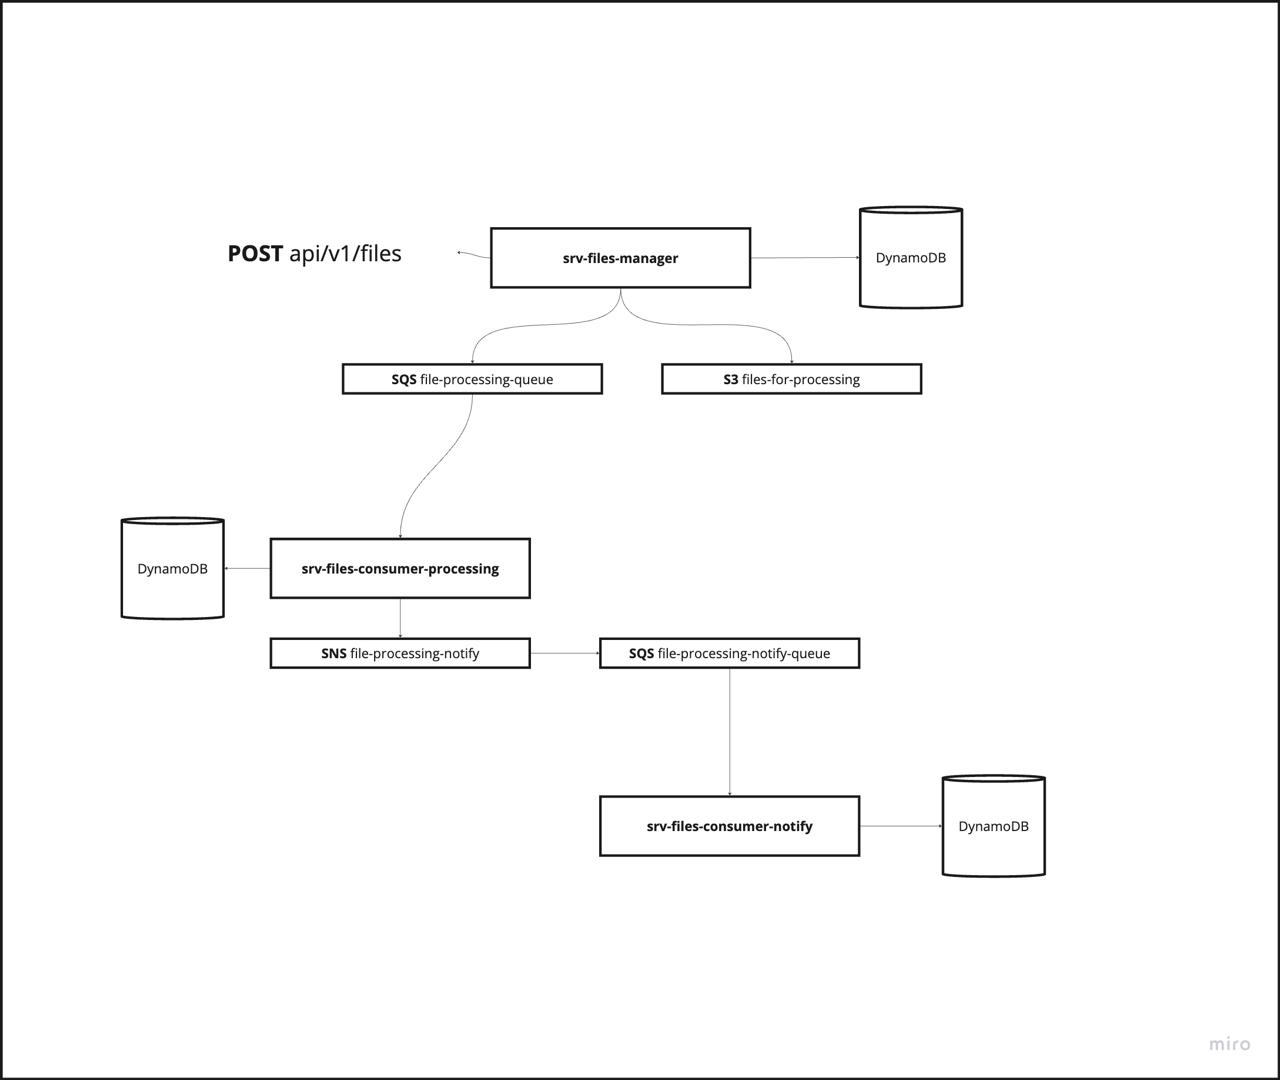 POST api/v1/files
srv-files-manager
DynamoDB
SQS file-processing-queue
S3 files-for-processing
DynamoDB
srv-files-consumer-processing
SNS file-processing-notify
SQS file-processing-notify-queue
srv-files-consumer-notify
DynamoDB
miro